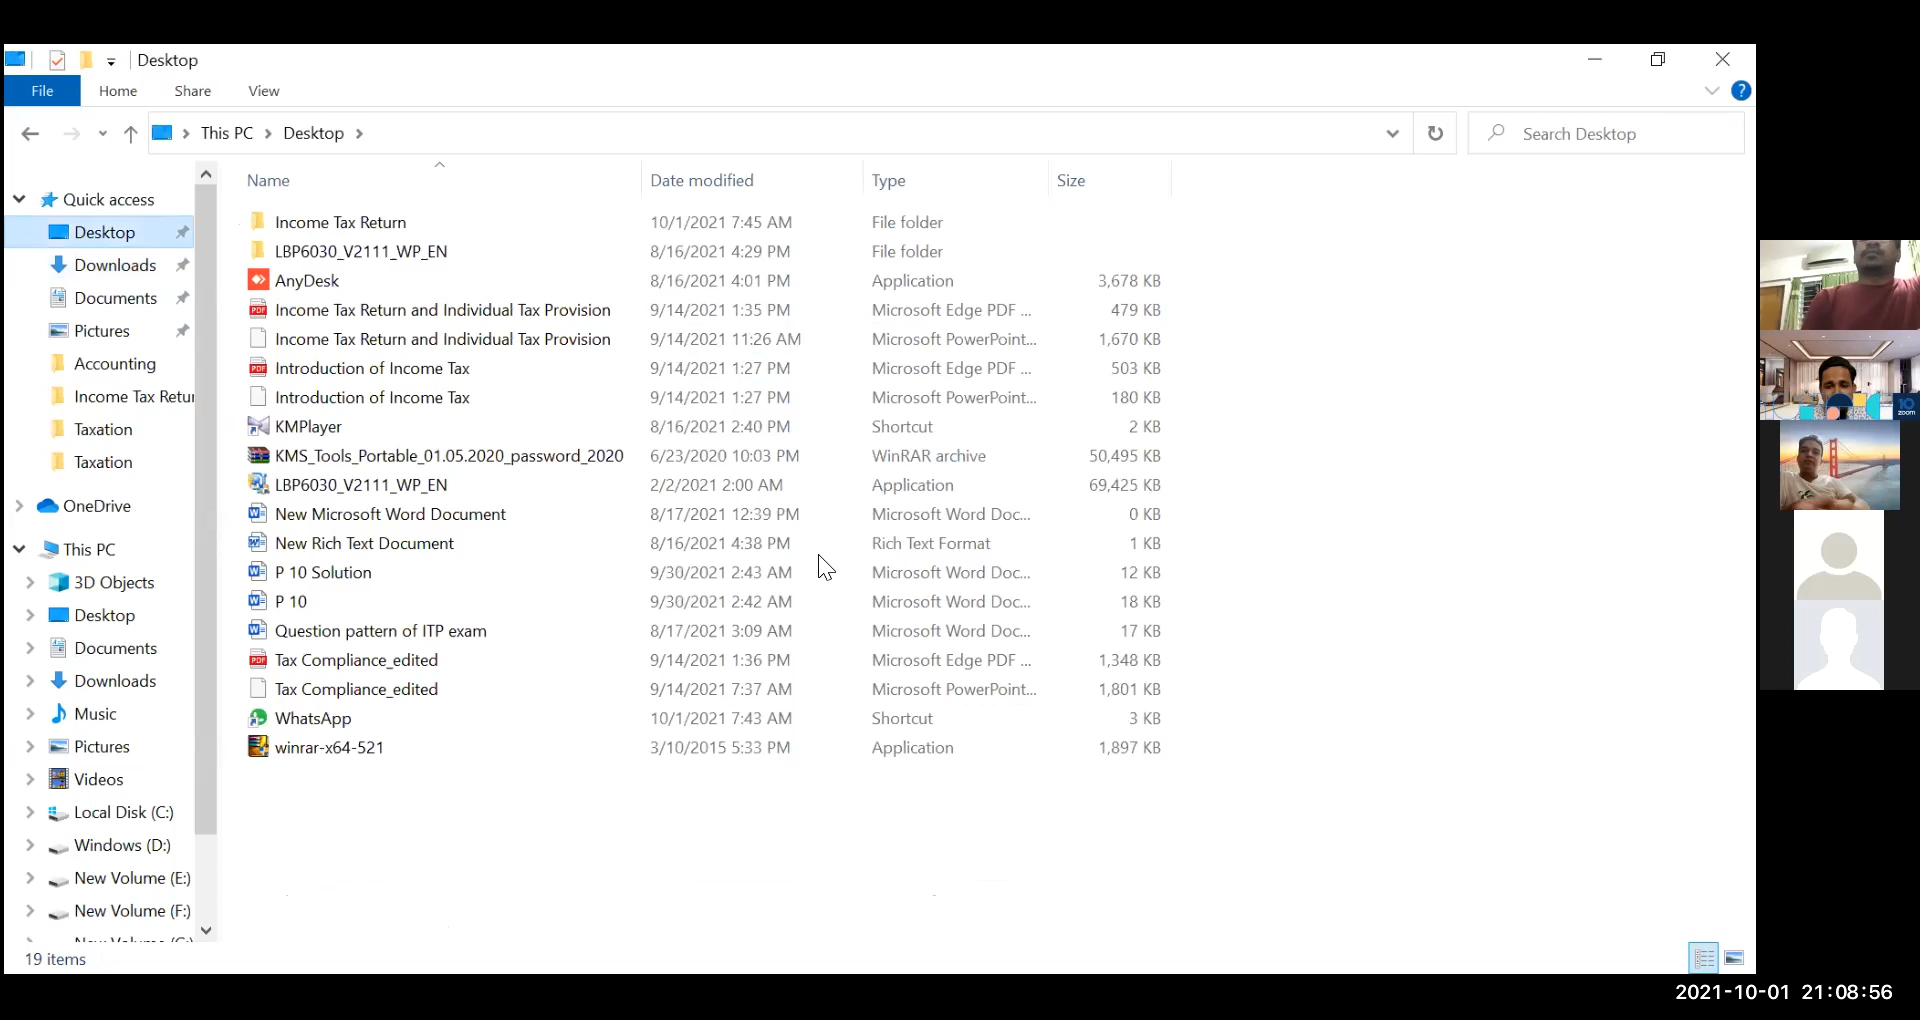 Desktop
File Home Share View
This PC Desktop Search Desktop
Name Date modified Type Size
Quick access
Desktop
Downloads
Documents
Pictures
Accounting
Income Tax Retur
Taxation
Taxation
OneDrive
This PC
3D Objects
Desktop
Documents
Downloads
Music
Pictures
Videos
Local Disk (C:)
Windows (D:)
New Volume (E:)
New Volume (F:)
Income Tax Return 10/1/2021 7:45 AM File folder
LBP6030_V2111_WP_EN 8/16/2021 4:29 PM File folder
AnyDesk 8/16/2021 4:01 PM Application 3,678 KB
Income Tax Return and Individual Tax Provision 9/14/2021 1:35 PM Microsoft Edge PDF ... 479 KB
Income Tax Return and Individual Tax Provision 9/14/2021 11:26 AM Microsoft PowerPoint... 1,670 KB
Introduction of Income Tax 9/14/2021 1:27 PM Microsoft Edge PDF ... 503 KB
Introduction of Income Tax 9/14/2021 1:27 PM Microsoft PowerPoint... 180 KB
KMPlayer 8/16/2021 2:40 PM Shortcut 2 KB
KMS_Tools_Portable_01.05.2020_password_2020 6/23/2020 10:03 PM WinRAR archive 50,495 KB
LBP6030_V2111_WP_EN 2/2/2021 2:00 AM Application 69,425 KB
New Microsoft Word Document 8/17/2021 12:39 PM Microsoft Word Doc... 0 KB
New Rich Text Document 8/16/2021 4:38 PM Rich Text Format 1 KB
P 10 Solution 9/30/2021 2:43 AM Microsoft Word Doc... 12 KB
P 10 9/30/2021 2:42 AM Microsoft Word Doc... 18 KB
Question pattern of ITP exam 8/17/2021 3:09 AM Microsoft Word Doc... 17 KB
Tax Compliance_edited 9/14/2021 1:36 PM Microsoft Edge PDF ... 1,348 KB
Tax Compliance_edited 9/14/2021 7:37 AM Microsoft PowerPoint... 1,801 KB
WhatsApp 10/1/2021 7:43 AM Shortcut 3 KB
winrar-x64-521 3/10/2015 5:33 PM Application 1,897 KB
19 items
10
zoom
2021-10-01 21:08:56